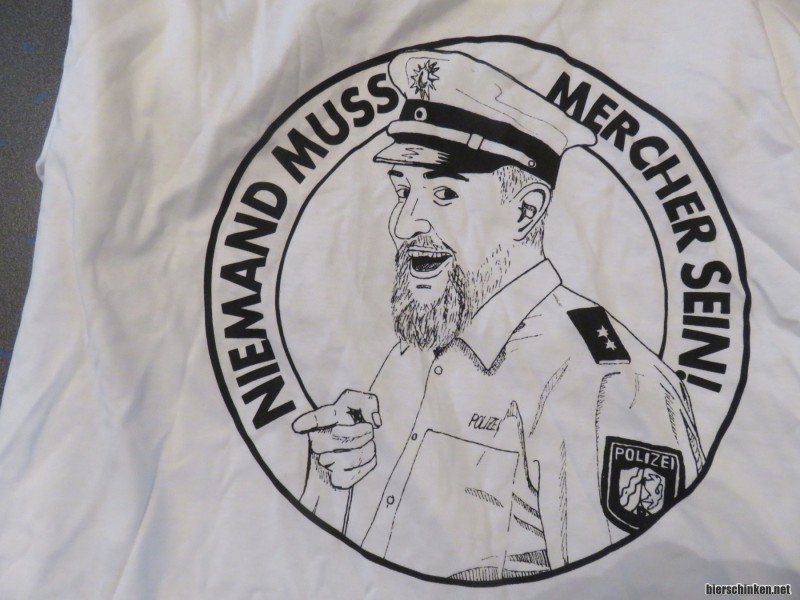 NIEMAND MUSS MERCHER SEIN!
POLIZEI
POLIZEI
bierschinken.net